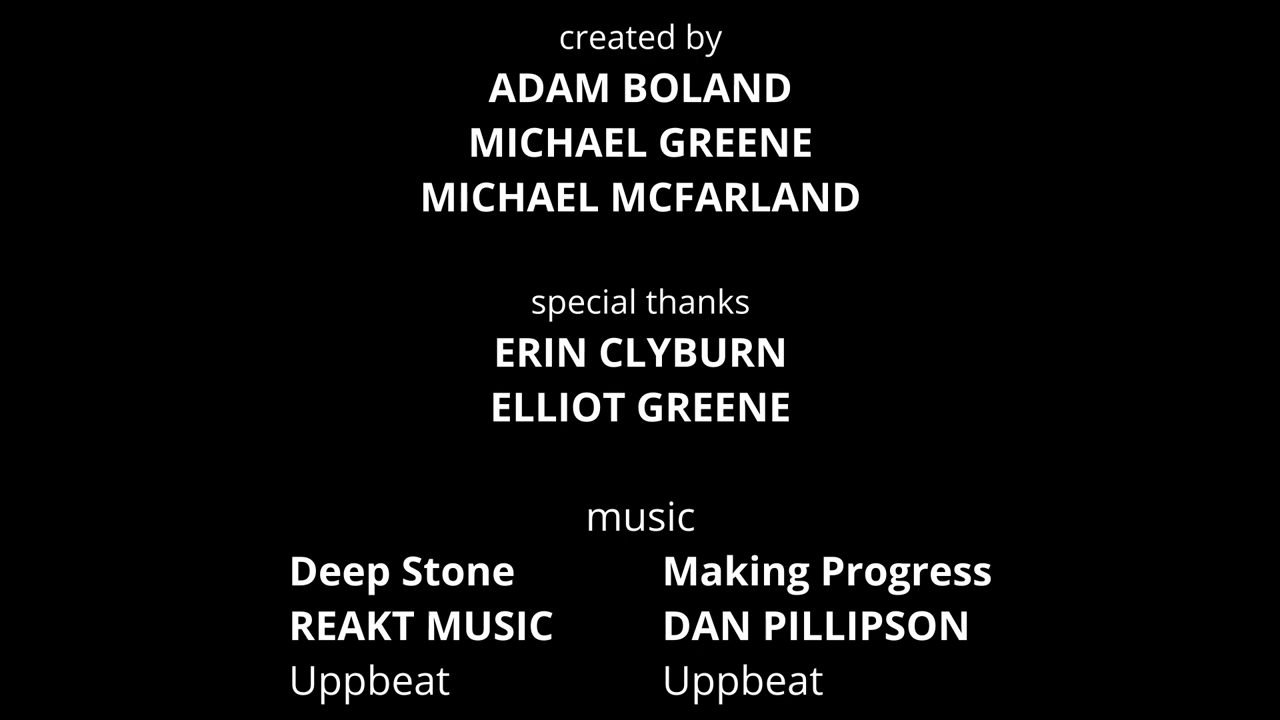 created by
ADAM BOLAND
MICHAEL GREENE
MICHAEL MCFARLAND
special thanks
ERIN CLYBURN
ELLIOT GREENE
music
Deep Stone
REAKT MUSIC
Uppbeat
Making Progress
DAN PILLIPSON
Uppbeat